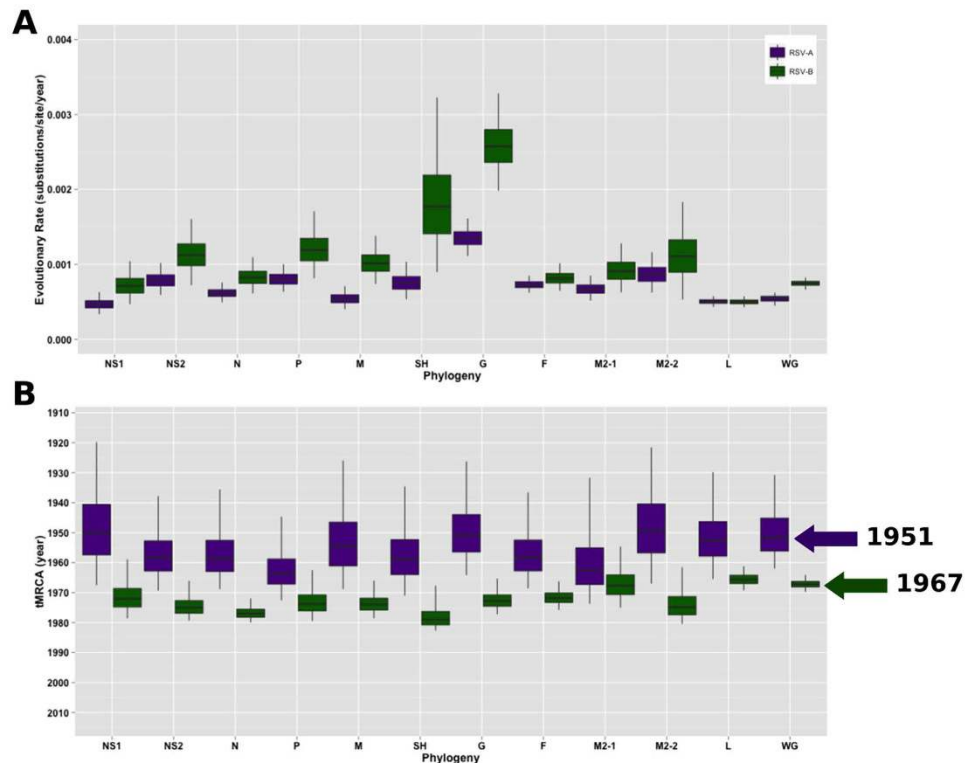 A
0.004
0.003
0.002
0.001
0.000
Evolutionary Rate (substitutions/site/year)
RSV-A
RSV-B
NS1 NS2 N P M SH G F M2-1 M2-2 L WG
Phylogeny
B
1910
1920
1930
1940
1950
1960
1970
1980
1990
2000
2010
tMRCA (year)
1951
1967
NS1 NS2 N P M SH G F M2-1 M2-2 L WG
Phylogeny